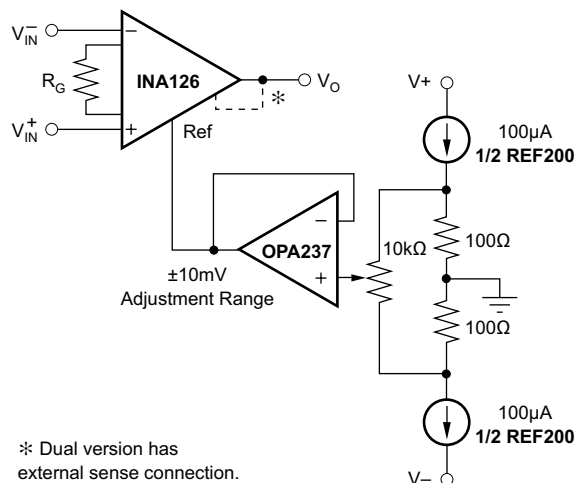 V−IN
RG
V+IN
−
+
INA126
Ref
VO
*
V+
100µA
1/2 REF200
−
+
OPA237
±10mV
Adjustment Range
10kΩ
100Ω
100Ω
100µA
1/2 REF200
V−
* Dual version has
external sense connection.